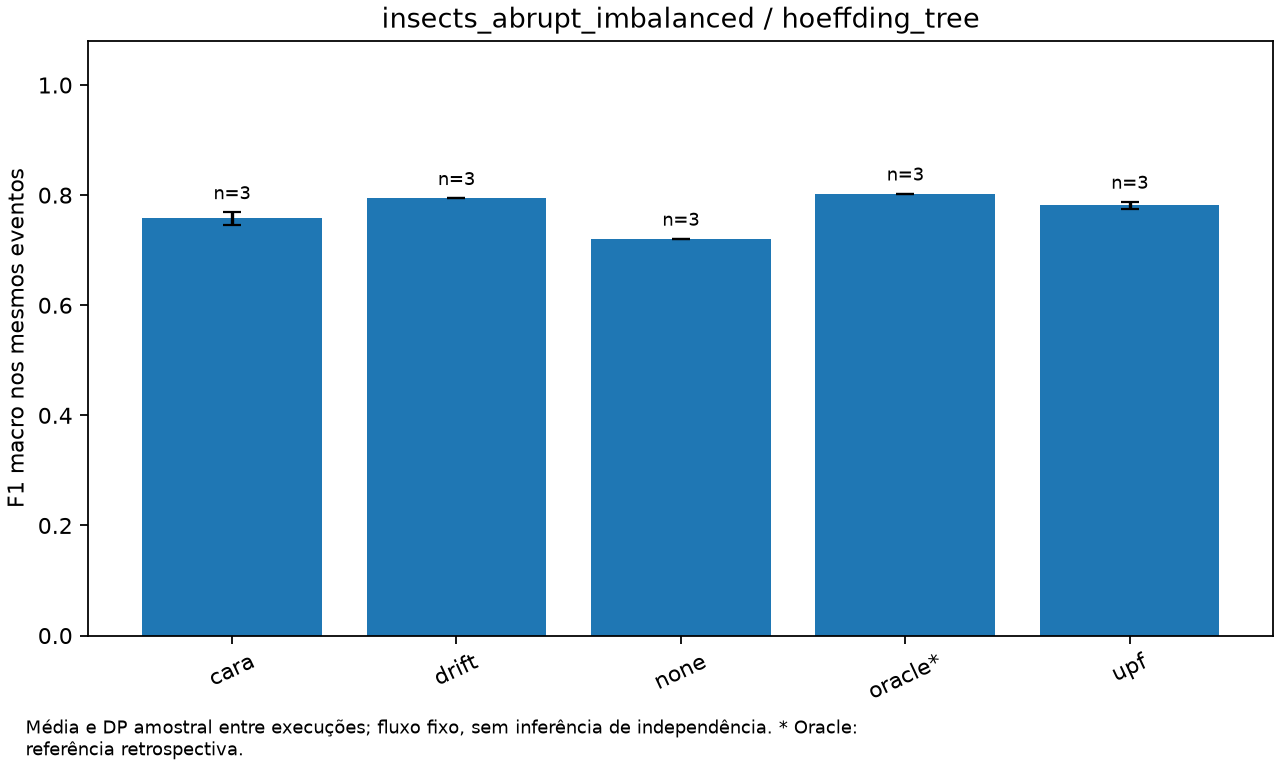 insects_abrupt_imbalanced / hoeffding_tree
F1 macro nos mesmos eventos
1.0
0.8
0.6
0.4
0.2
0.0
n=3
n=3
n=3
n=3
n=3
cara
drift
none
oracle*
upf
Média e DP amostral entre execuções; fluxo fixo, sem inferência de independência. * Oracle:
referência retrospectiva.